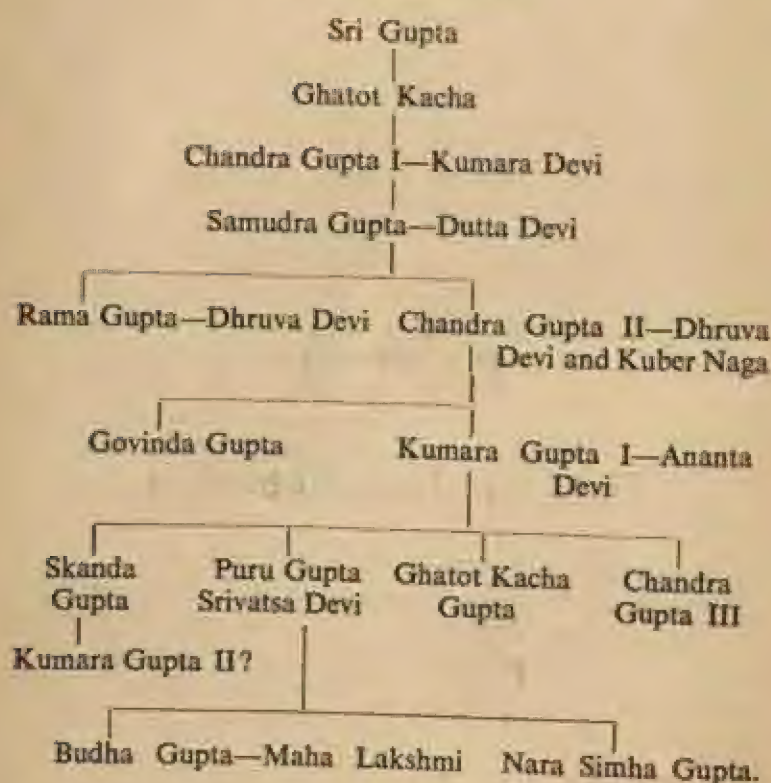 Sri Gupta
Ghatot Kacha
Chandra Gupta I—Kumara Devi
Samudra Gupta—Dutta Devi
Rama Gupta—Dhruva Devi
Chandra Gupta II—Dhruva
Devi and Kuber Naga
Govinda Gupta
Kumara Gupta I—Ananta
Devi
Skanda
Gupta
Puru Gupta
Srivatsa Devi
Ghatot Kacha
Gupta
Chandra
Gupta III
Kumara Gupta II?
Budha Gupta—Maha Lakshmi
Nara Simha Gupta.